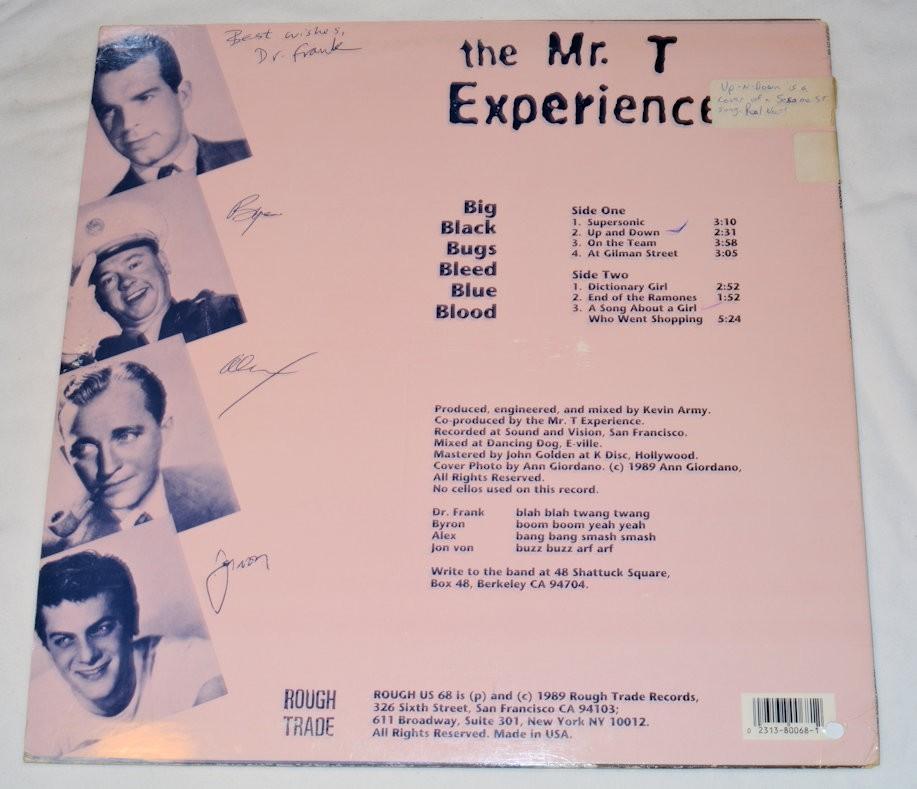 Best wishes,
Dr. Frank
the Mr. T
Experience
Up-N-Down is a
cover of a Sesame St.
song. Real
Byron
Alex
Jon von
Big
Black
Bugs
Bleed
Blue
Blood
Side One
1. Supersonic 3:10
2. Up and Down 2:31
3. On the Team 3:58
4. At Gilman Street 3:05
Side Two
1. Dictionary Girl 2:52
2. End of the Ramones 1:52
3. A Song About a Girl
Who Went Shopping 5:24
Produced, engineered, and mixed by Kevin Army.
Co-produced by the Mr. T Experience.
Recorded at Sound and Vision, San Francisco.
Mixed at Dancing Dog, E-ville.
Mastered by John Golden at K Disc, Hollywood.
Cover Photo by Ann Giordano. (c) 1989 Ann Giordano,
All Rights Reserved.
No cellos used on this record.
Dr. Frank blah blah twang twang
Byron boom boom yeah yeah
Alex bang bang smash smash
Jon von buzz buzz arf arf
Write to the band at 48 Shattuck Square,
Box 48, Berkeley CA 94704.
ROUGH
TRADE
ROUGH US 68 is (p) and (c) 1989 Rough Trade Records,
326 Sixth Street, San Francisco CA 94103;
611 Broadway, Suite 301, New York NY 10012.
All Rights Reserved. Made in USA.
0 2313-80068-1